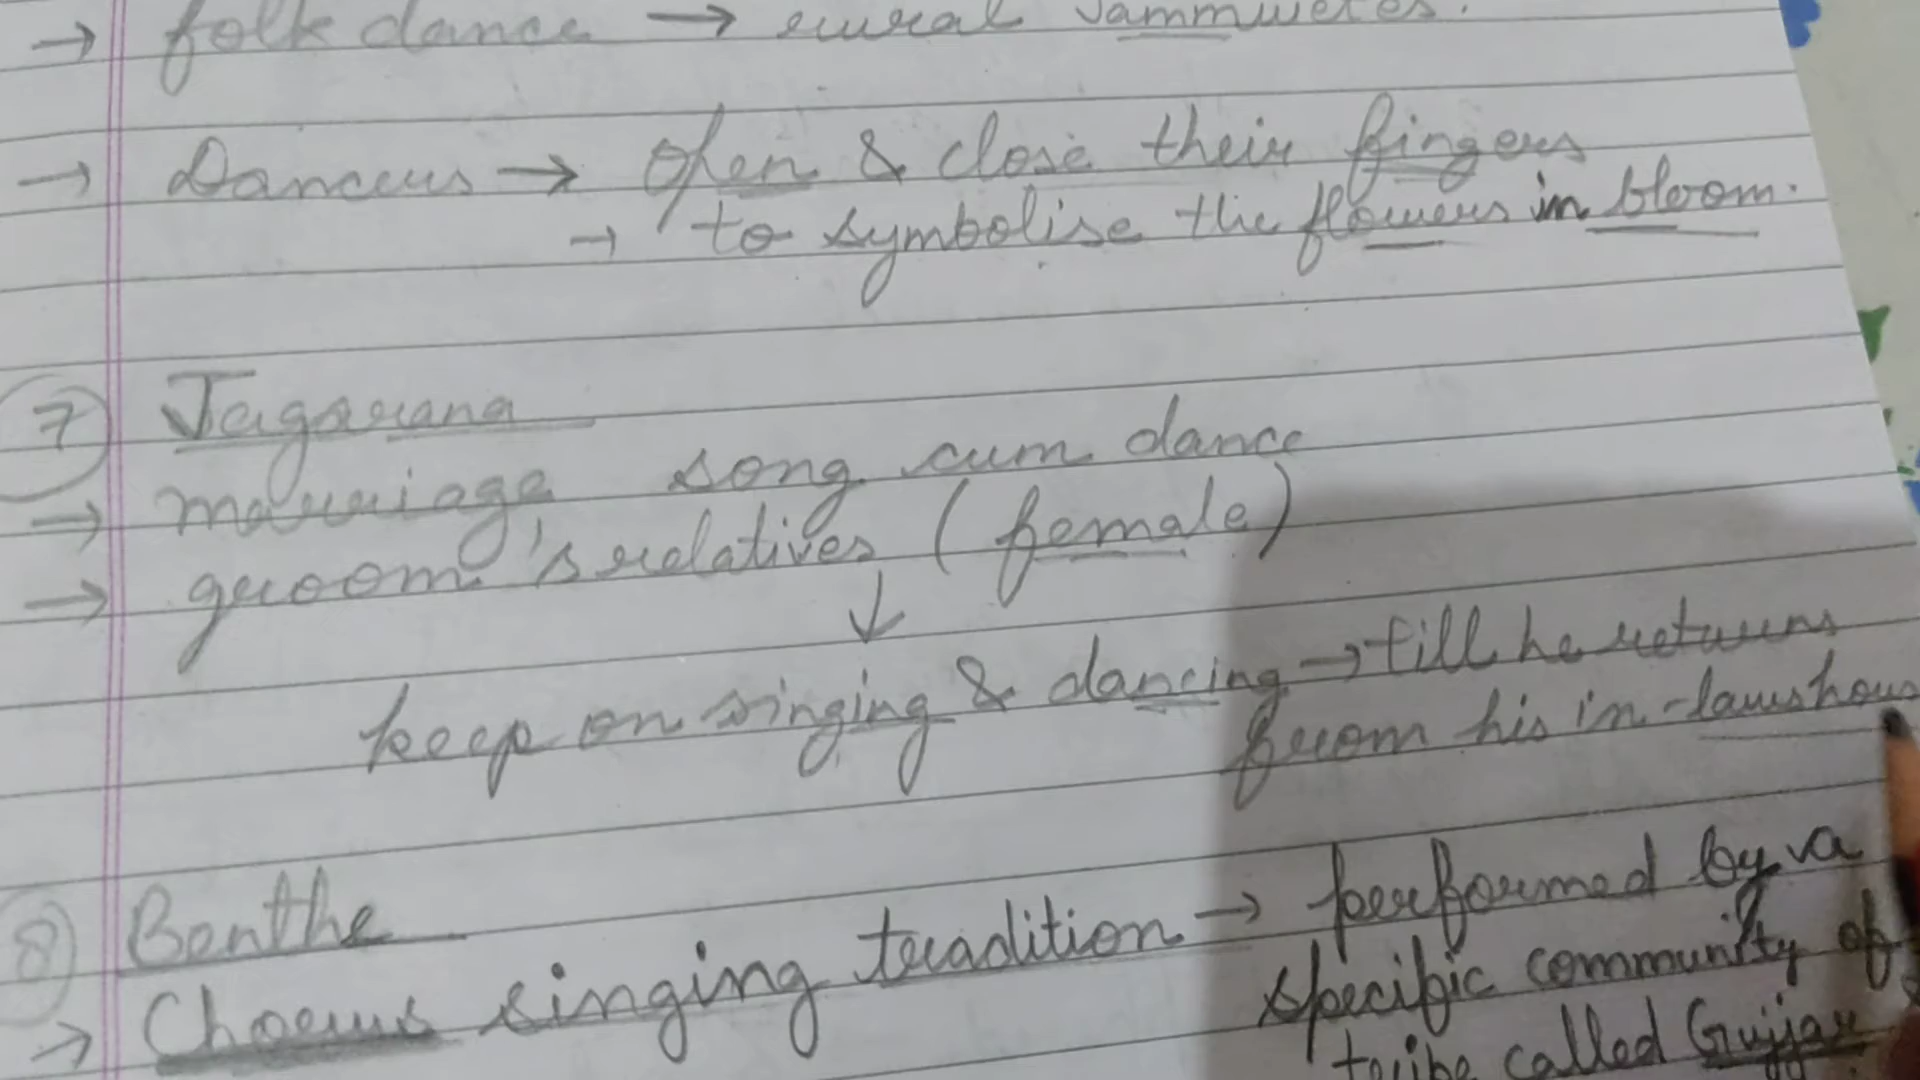 → folk dance → rural Jammuites.
→ Dancers → Open & close their fingers
→ to symbolise the flowers in bloom.
7 Jagarana
→ marriage song cum dance
→ groom's relatives (female)
↓
keep on singing & dancing → till he returns
from his in-laws hous
8 Benthe
→ Chorus singing tradition → performed by a
specific community of
tribe called Gujjar